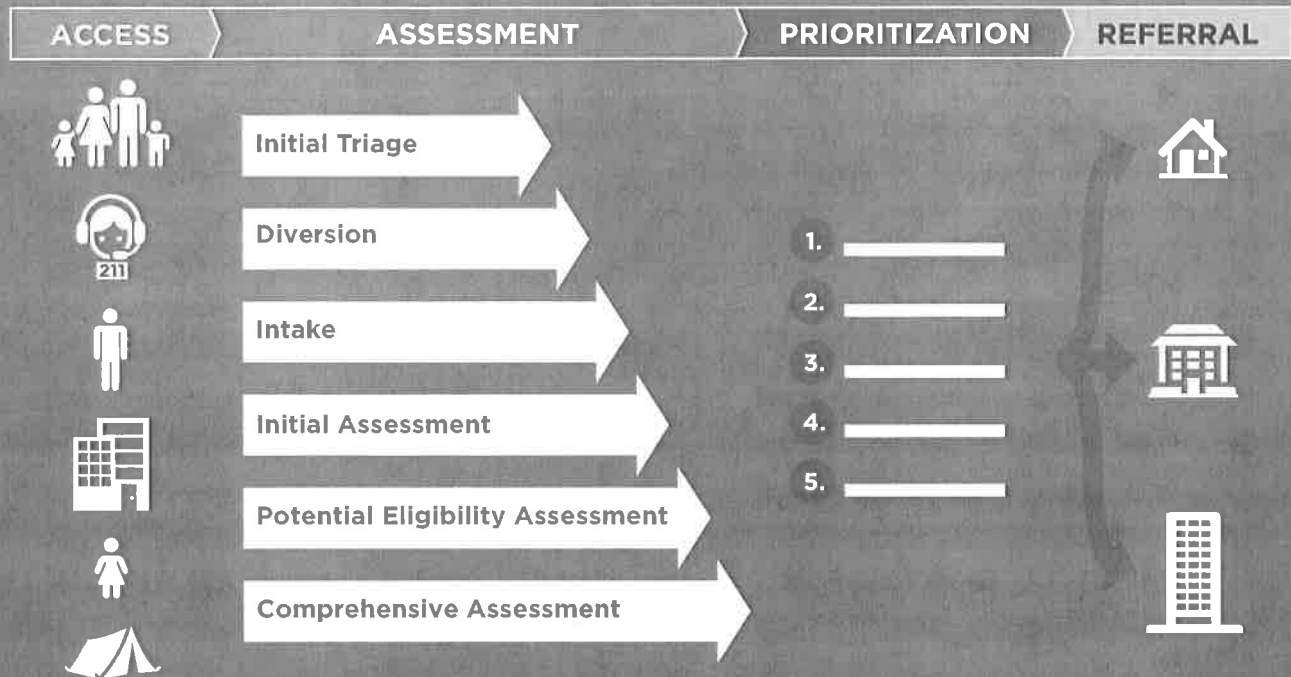 ACCESS
ASSESSMENT
PRIORITIZATION
REFERRAL
Initial Triage
Diversion
211
Intake
Initial Assessment
Potential Eligibility Assessment
Comprehensive Assessment
1.
2.
3.
4.
5.